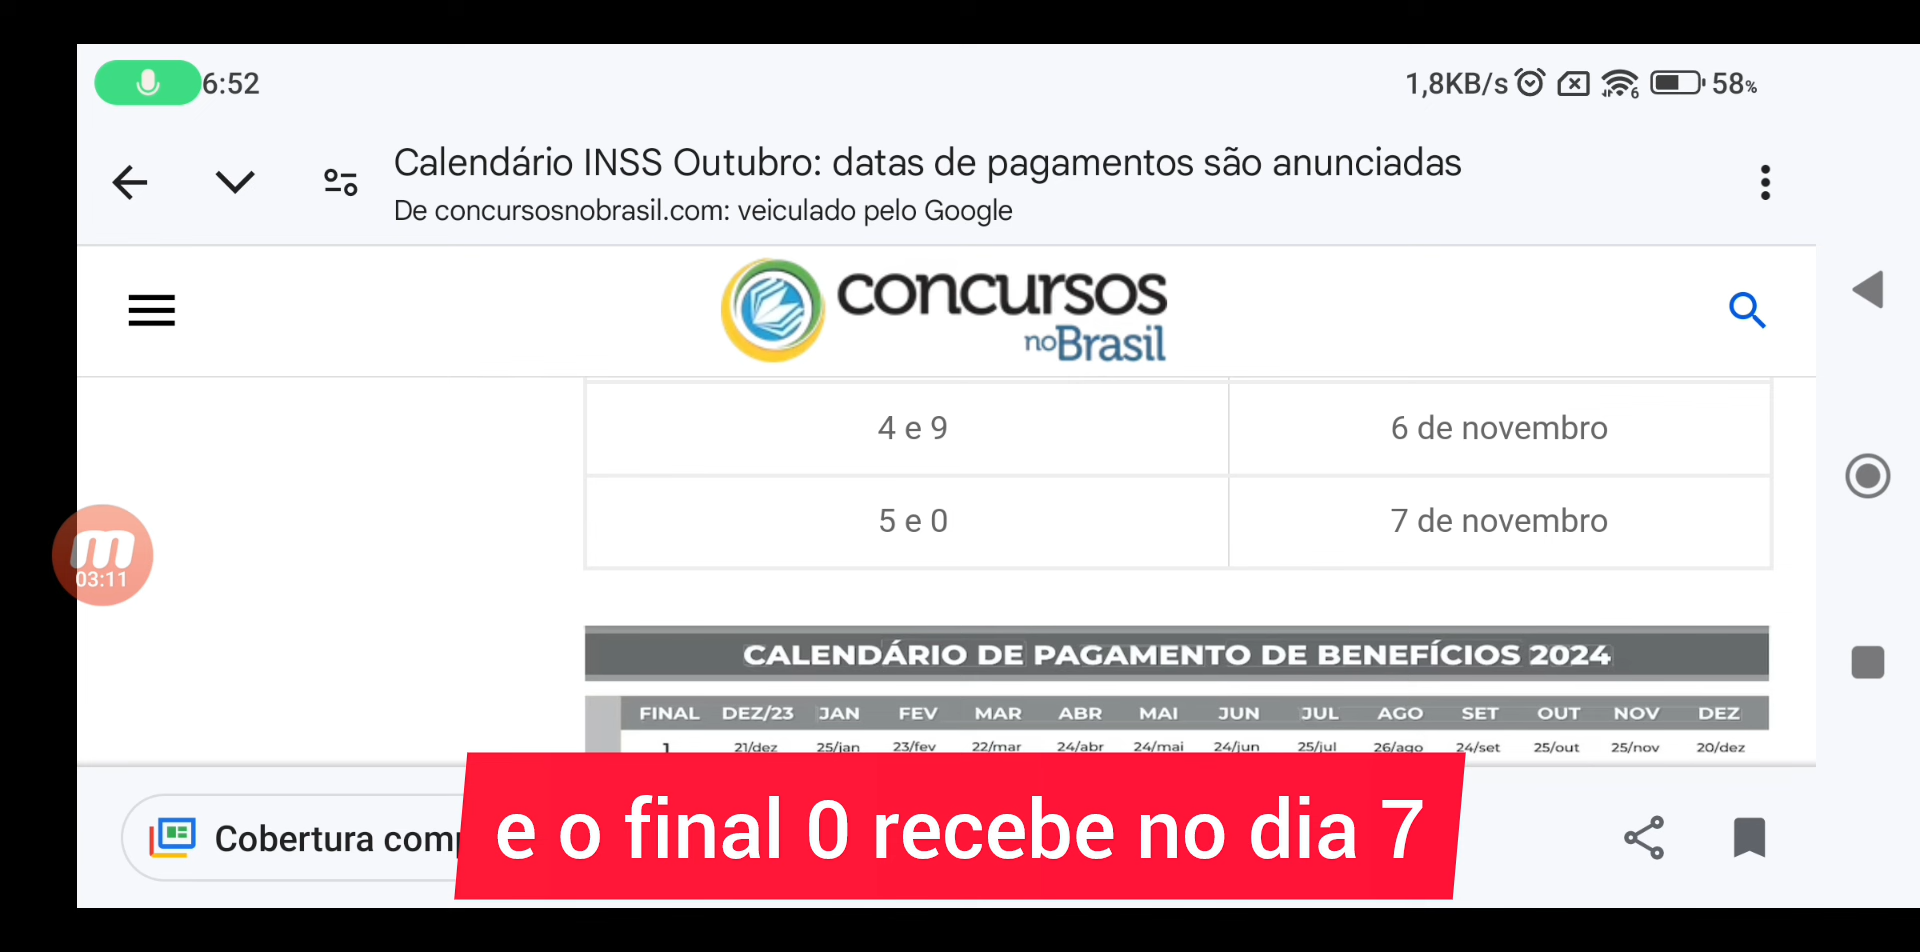 6:52
1,8KB/s 6 58%
Calendário INSS Outubro: datas de pagamentos são anunciadas
De concursosnobrasil.com: veiculado pelo Google
concursos
noBrasil
4 e 9 6 de novembro
5 e 0 7 de novembro
m
03:11
CALENDÁRIO DE PAGAMENTO DE BENEFÍCIOS 2024
FINAL DEZ/23 JAN FEV MAR ABR MAI JUN JUL AGO SET OUT NOV DEZ
1 21/dez 25/jan 23/fev 22/mar 24/abr 24/mai 24/jun 25/jul 26/ago 24/set 25/out 25/nov 20/dez
Cobertura
e o final 0 recebe no dia 7